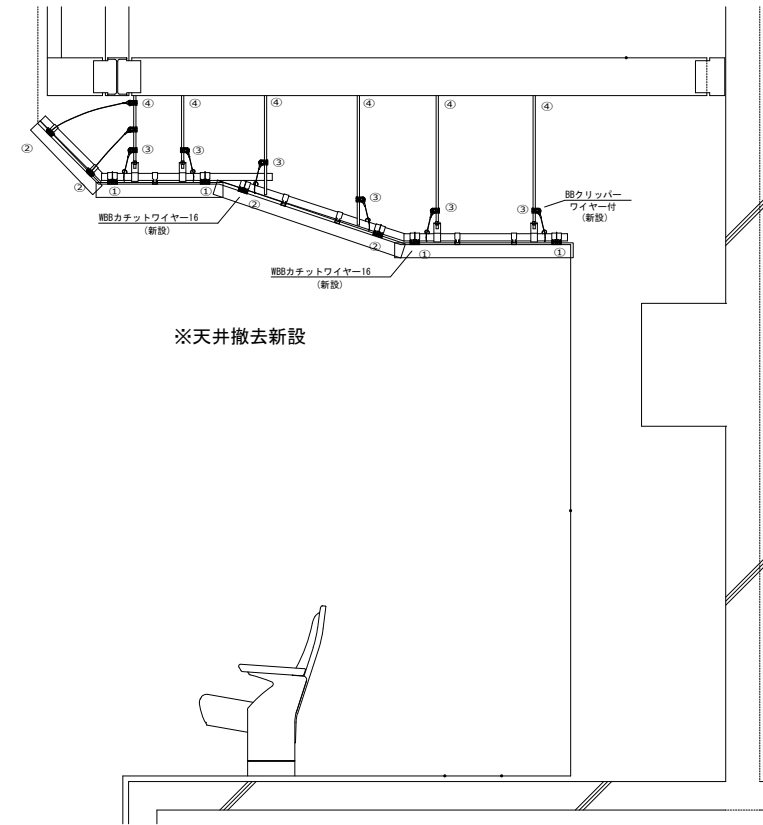 ④ ④ ④ ④ ④ ④
② ③ ③ ③
② ① ① ② ③ ③ ③
BBクリッパー
ワイヤー付
(新設)
WBBカチットワイヤー16
(新設)
② ① ①
WBBカチットワイヤー16
(新設)
※天井撤去新設